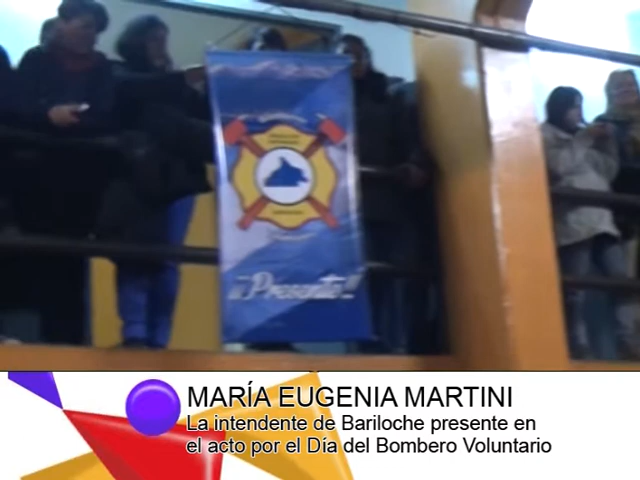 ¡¡Presente!!
MARÍA EUGENIA MARTINI
La intendente de Bariloche presente en
el acto por el Día del Bombero Voluntario